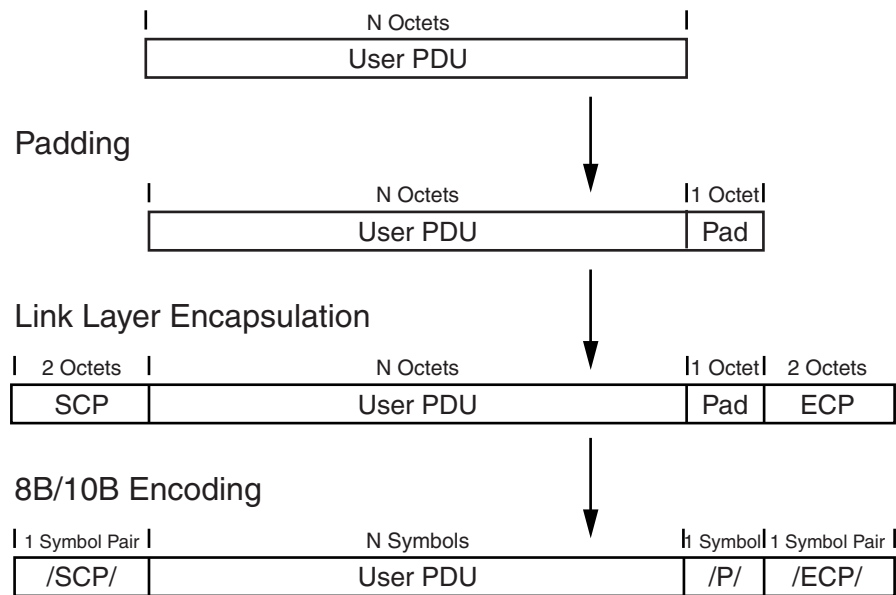 N Octets
User PDU
Padding
N Octets 1 Octet
User PDU Pad
Link Layer Encapsulation
2 Octets N Octets 1 Octet 2 Octets
SCP User PDU Pad ECP
8B/10B Encoding
1 Symbol Pair N Symbols 1 Symbol 1 Symbol Pair
/SCP/ User PDU /P/ /ECP/